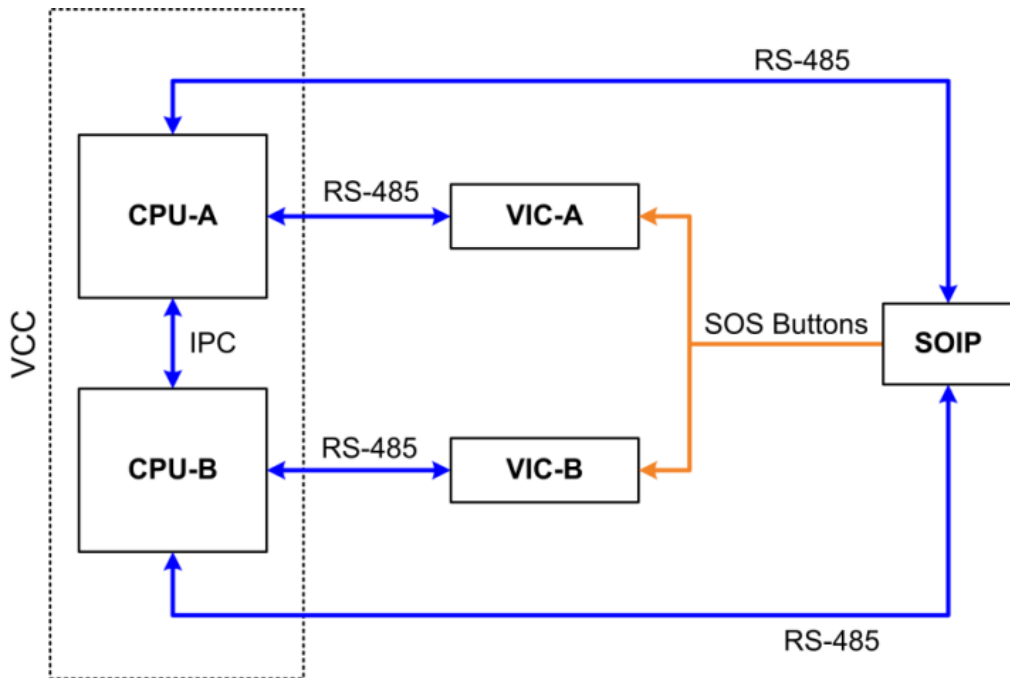 RS-485
CPU-A
RS-485
VIC-A
VCC
IPC
SOS Buttons
SOIP
CPU-B
RS-485
VIC-B
RS-485